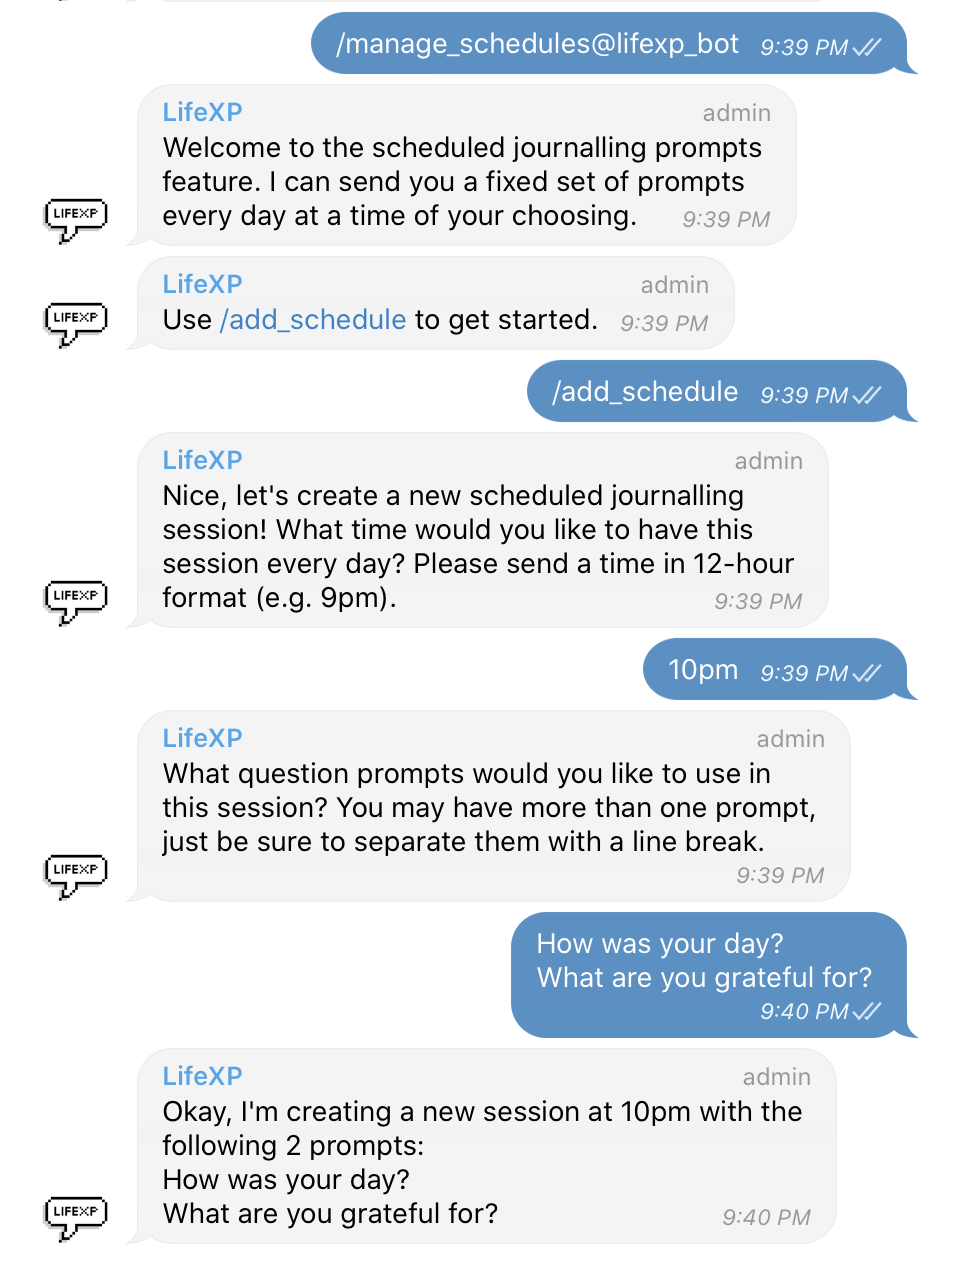 /manage_schedules@lifexp_bot 9:39 PM
LifeXP admin
Welcome to the scheduled journalling prompts
feature. I can send you a fixed set of prompts
every day at a time of your choosing. 9:39 PM
LIFEXP
LifeXP admin
Use /add_schedule to get started. 9:39 PM
LIFEXP
/add_schedule 9:39 PM
LifeXP admin
Nice, let's create a new scheduled journalling
session! What time would you like to have this
session every day? Please send a time in 12-hour
format (e.g. 9pm). 9:39 PM
LIFEXP
10pm 9:39 PM
LifeXP admin
What question prompts would you like to use in
this session? You may have more than one prompt,
just be sure to separate them with a line break.
9:39 PM
LIFEXP
How was your day?
What are you grateful for?
9:40 PM
LifeXP admin
Okay, I'm creating a new session at 10pm with the
following 2 prompts:
How was your day?
What are you grateful for? 9:40 PM
LIFEXP